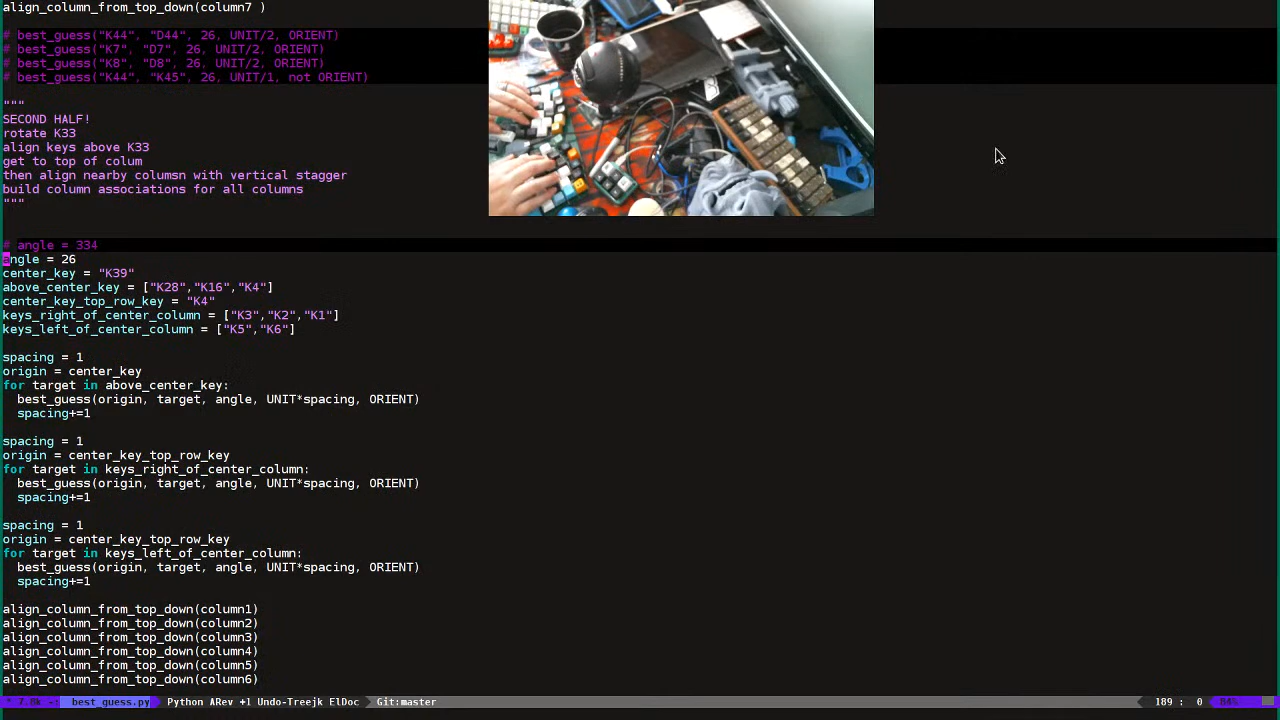 align_column_from_top_down(column7 )
# best_guess("K44", "D44", 26, UNIT/2, ORIENT)
# best_guess("K7", "D7", 26, UNIT/2, ORIENT)
# best_guess("K8", "D8", 26, UNIT/2, ORIENT)
# best_guess("K44", "K45", 26, UNIT/1, not ORIENT)
"""
SECOND HALF!
rotate K33
align keys above K33
get to top of colum
then align nearby columsn with vertical stagger
build column associations for all columns
"""
# angle = 334
angle = 26
center_key = "K39"
above_center_key = ["K28","K16","K4"]
center_key_top_row_key = "K4"
keys_right_of_center_column = ["K3","K2","K1"]
keys_left_of_center_column = ["K5","K6"]
spacing = 1
origin = center_key
for target in above_center_key:
best_guess(origin, target, angle, UNIT*spacing, ORIENT)
spacing+=1
spacing = 1
origin = center_key_top_row_key
for target in keys_right_of_center_column:
best_guess(origin, target, angle, UNIT*spacing, ORIENT)
spacing+=1
spacing = 1
origin = center_key_top_row_key
for target in keys_left_of_center_column:
best_guess(origin, target, angle, UNIT*spacing, ORIENT)
spacing+=1
align_column_from_top_down(column1)
align_column_from_top_down(column2)
align_column_from_top_down(column3)
align_column_from_top_down(column4)
align_column_from_top_down(column5)
align_column_from_top_down(column6)
* 7.8k - best_guess.py Python ARev +1 Undo-Treejk ElDoc Git:master 189 : 0 84%